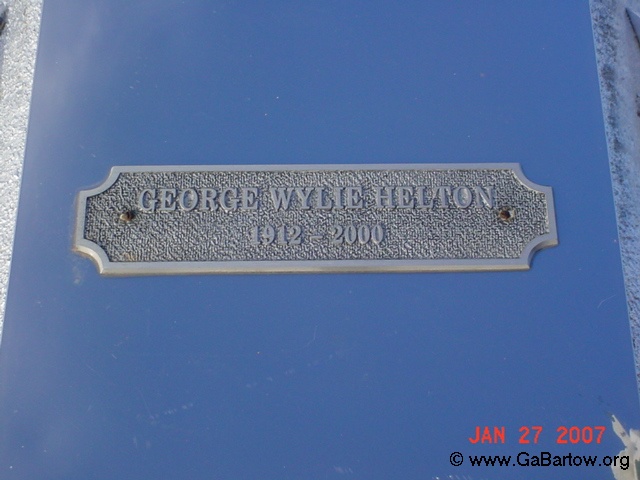 GEORGE WYLIE HELTON
1912 – 2000
JAN 27 2007
© www.GaBartow.org